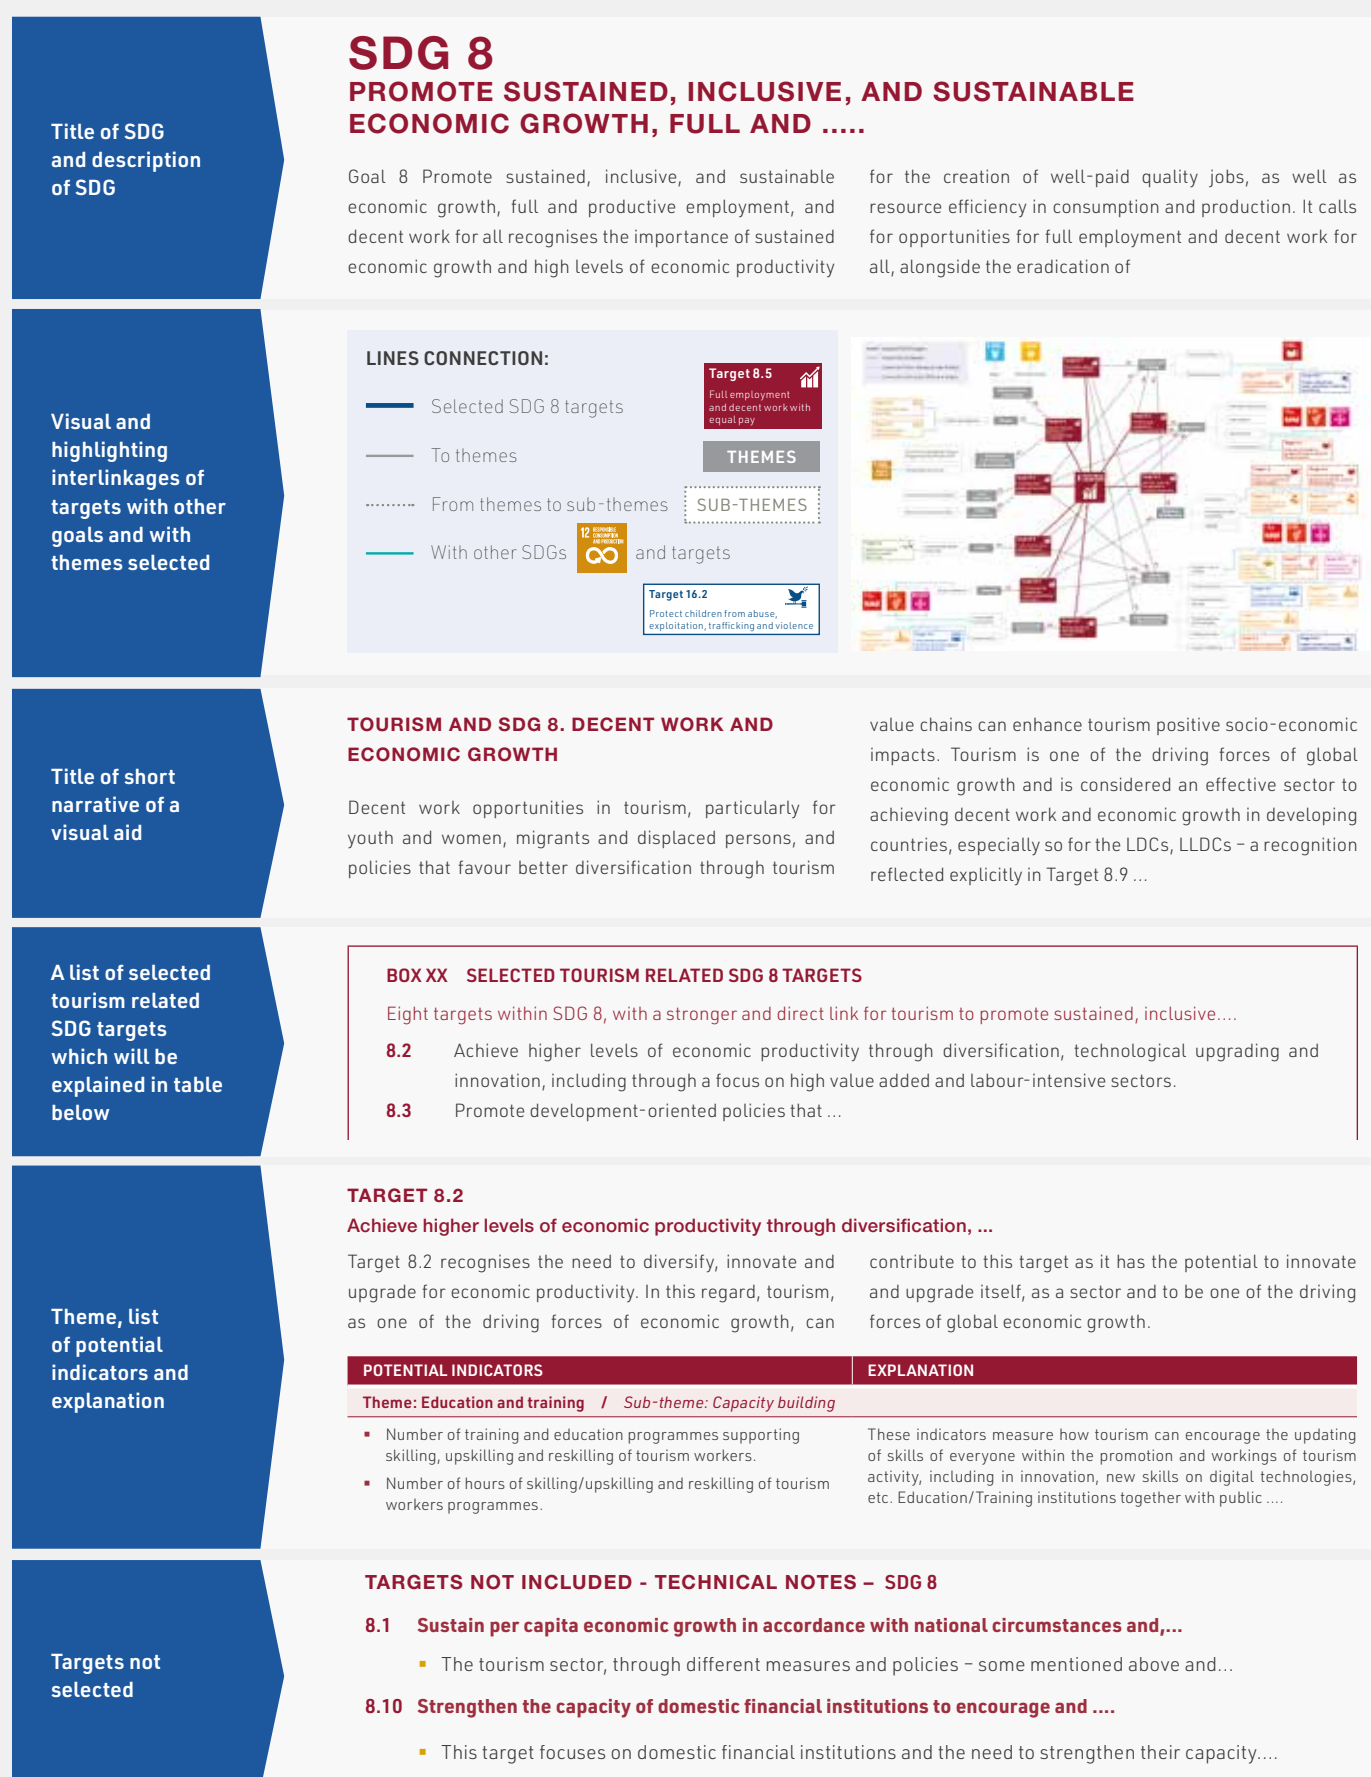 Title of SDG
and description
of SDG
SDG 8
PROMOTE SUSTAINED, INCLUSIVE, AND SUSTAINABLE
ECONOMIC GROWTH, FULL AND .....
Goal 8 Promote sustained, inclusive, and sustainable
economic growth, full and productive employment, and
decent work for all recognises the importance of sustained
economic growth and high levels of economic productivity
for the creation of well-paid quality jobs, as well as
resource efficiency in consumption and production. It calls
for opportunities for full employment and decent work for
all, alongside the eradication of
Visual and
highlighting
interlinkages of
targets with other
goals and with
themes selected
LINES CONNECTION:
Selected SDG 8 targets
Target 8.5
Full employment
and decent work with
equal pay
To themes
THEMES
From themes to sub-themes
SUB-THEMES
With other SDGs
12 RESPONSIBLE
CONSUMPTION
AND PRODUCTION
and targets
Target 16.2
Protect children from abuse,
exploitation, trafficking and violence
Title of short
narrative of a
visual aid
TOURISM AND SDG 8. DECENT WORK AND
ECONOMIC GROWTH
Decent work opportunities in tourism, particularly for
youth and women, migrants and displaced persons, and
policies that favour better diversification through tourism
value chains can enhance tourism positive socio-economic
impacts. Tourism is one of the driving forces of global
economic growth and is considered an effective sector to
achieving decent work and economic growth in developing
countries, especially so for the LDCs, LLDCs – a recognition
reflected explicitly in Target 8.9 ...
A list of selected
tourism related
SDG targets
which will be
explained in table
below
BOX XX SELECTED TOURISM RELATED SDG 8 TARGETS
Eight targets within SDG 8, with a stronger and direct link for tourism to promote sustained, inclusive....
8.2 Achieve higher levels of economic productivity through diversification, technological upgrading and
innovation, including through a focus on high value added and labour-intensive sectors.
8.3 Promote development-oriented policies that ...
Theme, list
of potential
indicators and
explanation
TARGET 8.2
Achieve higher levels of economic productivity through diversification, ...
Target 8.2 recognises the need to diversify, innovate and
upgrade for economic productivity. In this regard, tourism,
as one of the driving forces of economic growth, can
contribute to this target as it has the potential to innovate
and upgrade itself, as a sector and to be one of the driving
forces of global economic growth.
POTENTIAL INDICATORS
EXPLANATION
Theme: Education and training / Sub-theme: Capacity building
▪ Number of training and education programmes supporting
skilling, upskilling and reskilling of tourism workers.
▪ Number of hours of skilling/upskilling and reskilling of tourism
workers programmes.
These indicators measure how tourism can encourage the updating
of skills of everyone within the promotion and workings of tourism
activity, including in innovation, new skills on digital technologies,
etc. Education/Training institutions together with public ....
Targets not
selected
TARGETS NOT INCLUDED - TECHNICAL NOTES – SDG 8
8.1 Sustain per capita economic growth in accordance with national circumstances and,...
▪ The tourism sector, through different measures and policies – some mentioned above and...
8.10 Strengthen the capacity of domestic financial institutions to encourage and ....
▪ This target focuses on domestic financial institutions and the need to strengthen their capacity....